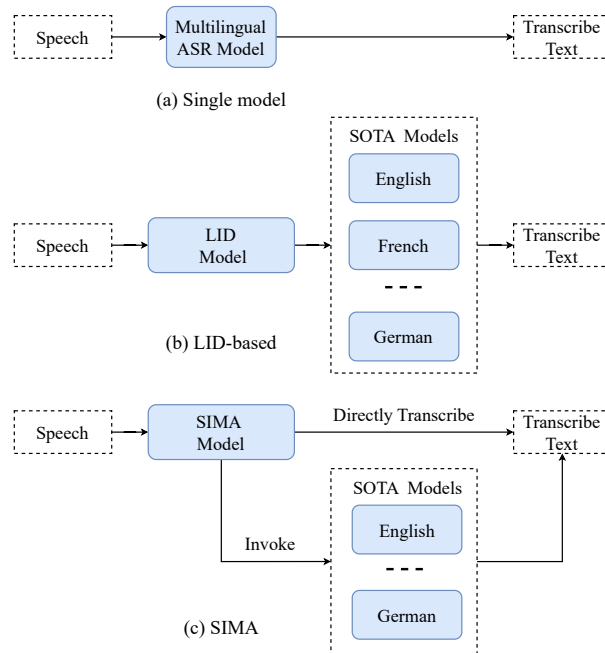 Speech
Multilingual
ASR Model
Transcribe
Text
(a) Single model
SOTA Models
English
Speech
LID
Model
French
Transcribe
Text
German
(b) LID-based
Speech
SIMA
Model
Directly Transcribe
Transcribe
Text
SOTA Models
English
Invoke
German
(c) SIMA